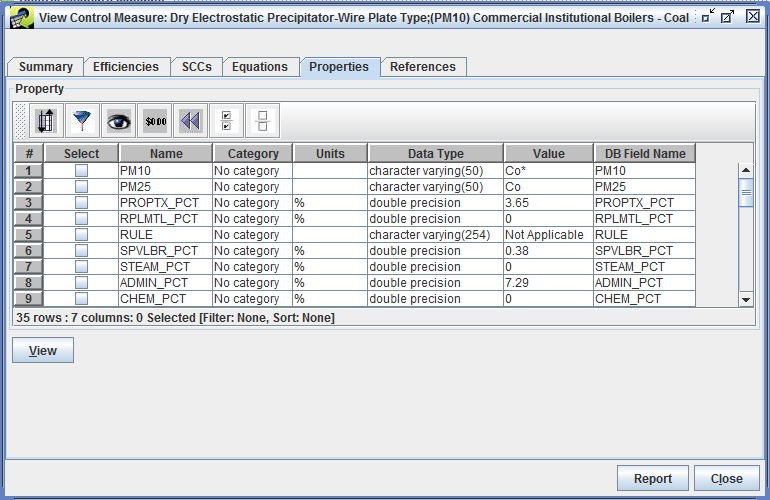 View Control Measure: Dry Electrostatic Precipitator-Wire Plate Type;(PM10) Commercial Institutional Boilers - Coal
Summary Efficiencies SCCs Equations Properties References
Property
$0.00
# Select Name Category Units Data Type Value DB Field Name
1 PM10 No category character varying(50) Co* PM10
2 PM25 No category character varying(50) Co PM25
3 PROPTX_PCT No category % double precision 3.65 PROPTX_PCT
4 RPLMTL_PCT No category % double precision 0 RPLMTL_PCT
5 RULE No category character varying(254) Not Applicable RULE
6 SPVLBR_PCT No category % double precision 0.38 SPVLBR_PCT
7 STEAM_PCT No category % double precision 0 STEAM_PCT
8 ADMIN_PCT No category % double precision 7.29 ADMIN_PCT
9 CHEM_PCT No category % double precision 0 CHEM_PCT
35 rows : 7 columns: 0 Selected [Filter: None, Sort: None]
View
Report Close